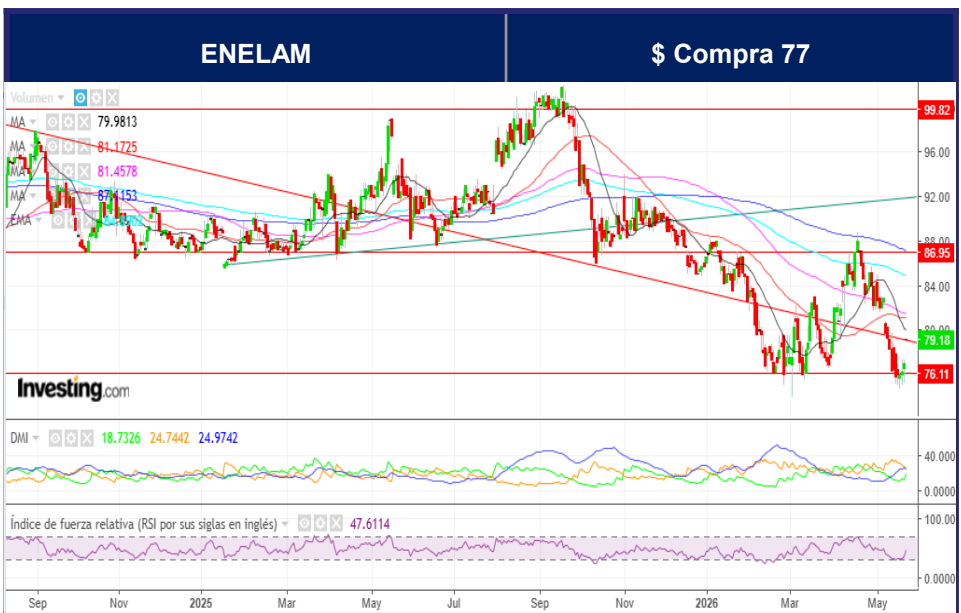 ENELAM
$ Compra 77
Volumen
99.82
MA 79.9813
96.00
MA 81.1725
MA 81.4578
MA 87.1153
92.00
EMA
88.00
86.95
84.00
80.00
79.18
76.11
Investing.com
DMI 18.7326 24.7442 24.9742
40.000
0.0000
Índice de fuerza relativa (RSI por sus siglas en inglés) 47.6114
100.00
0.0000
Sep Nov 2025 Mar May Jul Sep Nov 2026 Mar May